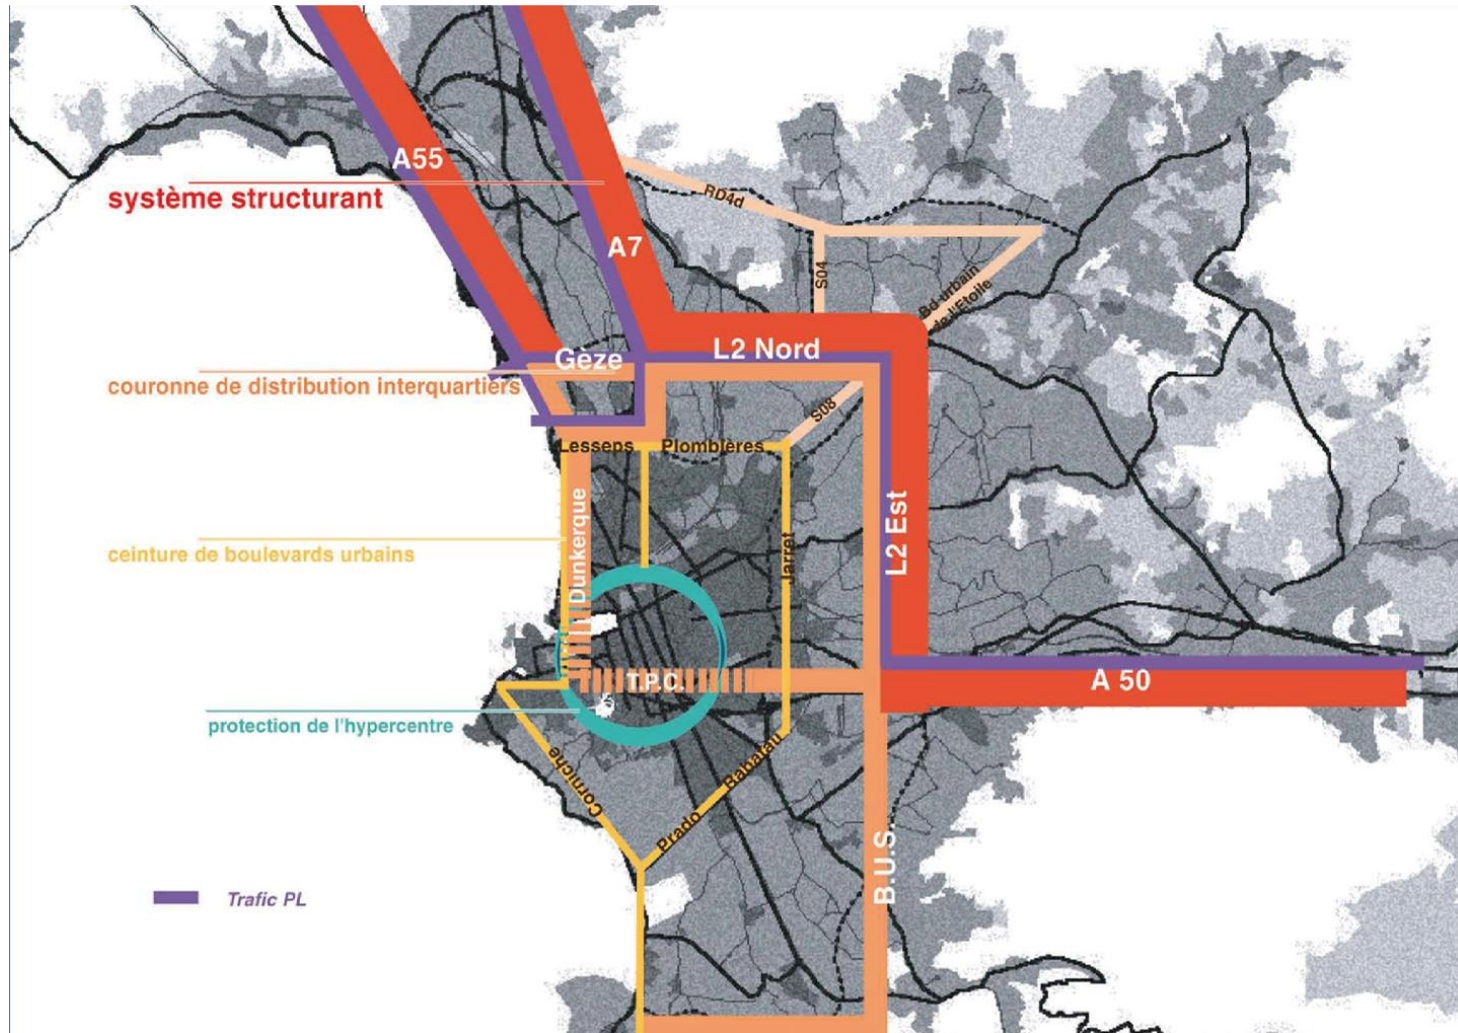 A55
système structurant
RD4d
A7
S04
Bd urbain
de l'Etoile
L2 Nord
Gèze
couronne de distribution interquartiers
S08
Lesseps
Plombières
Dunkerque
Jarret
L2 Est
ceinture de boulevards urbains
T.P.C.
A 50
protection de l'hypercentre
Corniche
Rabatau
Prado
B.U.S.
Trafic PL